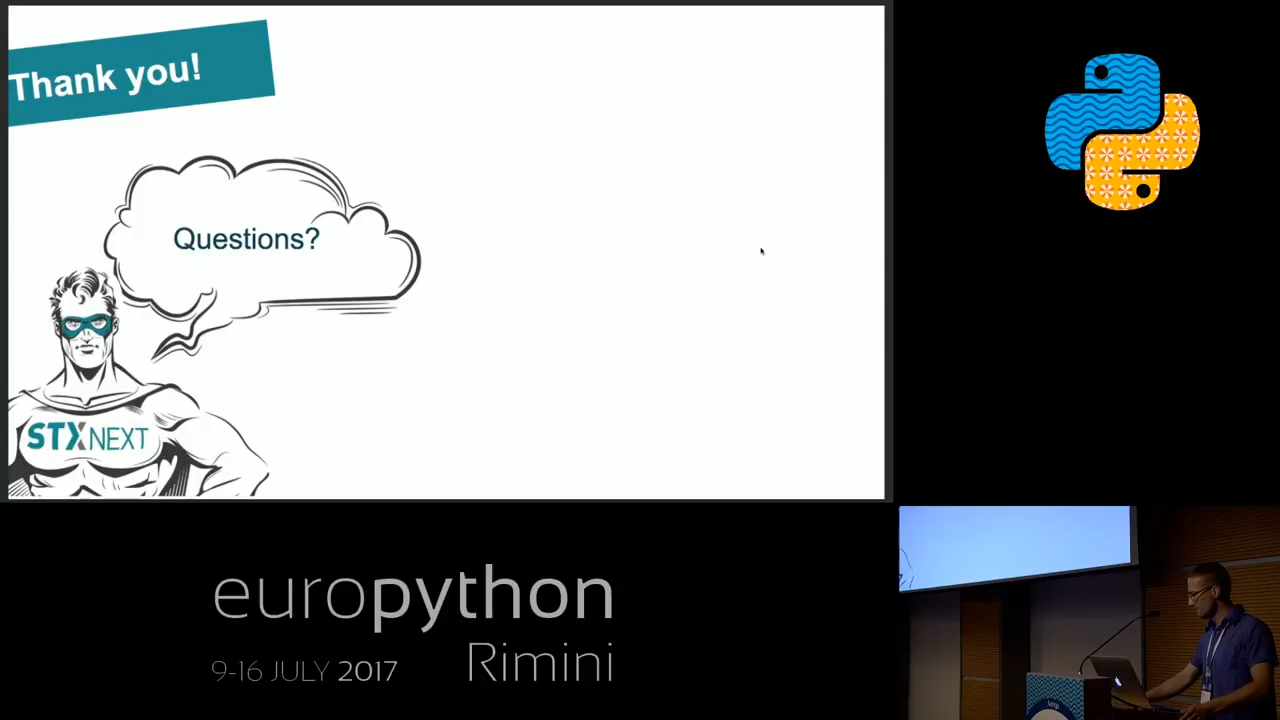 Thank you!
Questions?
STX NEXT
europython
9-16 JULY 2017
Rimini